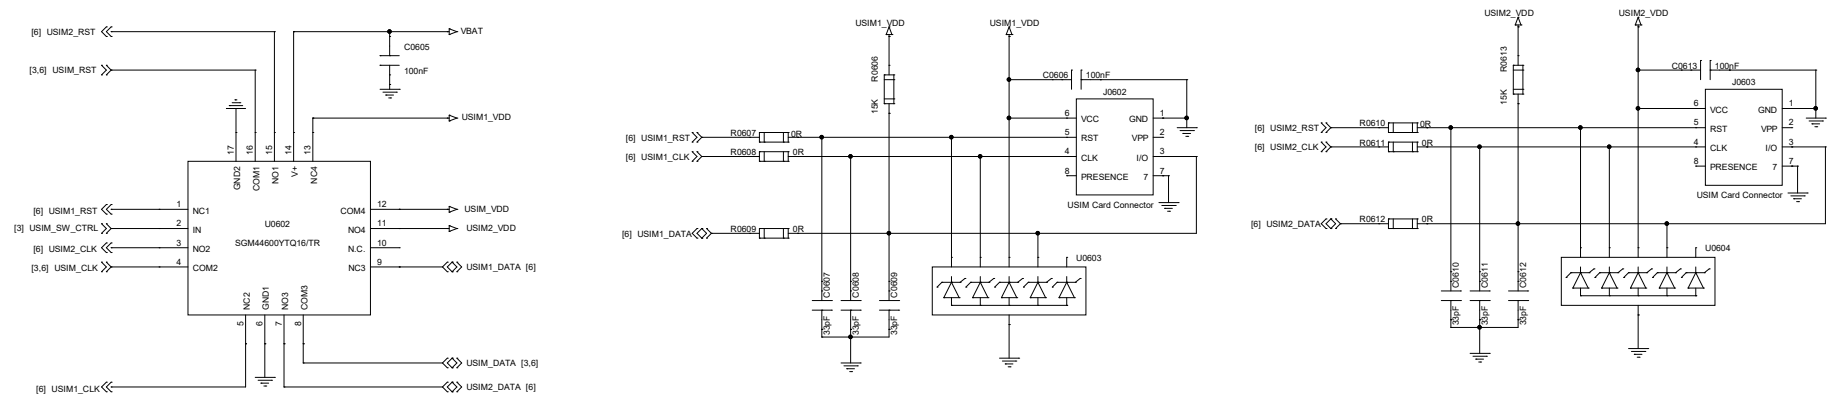 [6] USIM2_RST
VBAT
C0605
100nF
[3,6] USIM_RST
USIM1_VDD
17
16
15
14
13
GND2
COM1
NO1
V+
NC4
[6] USIM1_RST
1
NC1
[3] USIM_SW_CTRL
2
IN
[6] USIM2_CLK
3
NO2
[3,6] USIM_CLK
4
COM2
U0602
SGM44600YTQ16/TR
COM4
12
USIM_VDD
NO4
11
USIM2_VDD
N.C.
10
NC3
9
USIM1_DATA [6]
NC2
GND1
NO3
COM3
5
6
7
8
USIM_DATA [3,6]
USIM2_DATA [6]
[6] USIM1_CLK
USIM1_VDD
USIM1_VDD
R0606
15K
C0606
100nF
J0602
6
VCC
GND
1
5
RST
VPP
2
4
CLK
I/O
3
8
PRESENCE
7
7
USIM Card Connector
[6] USIM1_RST
R0607
0R
[6] USIM1_CLK
R0608
0R
[6] USIM1_DATA
R0609
0R
U0603
C0607
C0608
C0609
33pF
33pF
33pF
USIM2_VDD
USIM2_VDD
R0613
15K
C0613
100nF
J0603
6
VCC
GND
1
5
RST
VPP
2
4
CLK
I/O
3
8
PRESENCE
7
7
USIM Card Connector
[6] USIM2_RST
R0610
0R
[6] USIM2_CLK
R0611
0R
[6] USIM2_DATA
R0612
0R
U0604
C0610
C0611
C0612
33pF
33pF
33pF